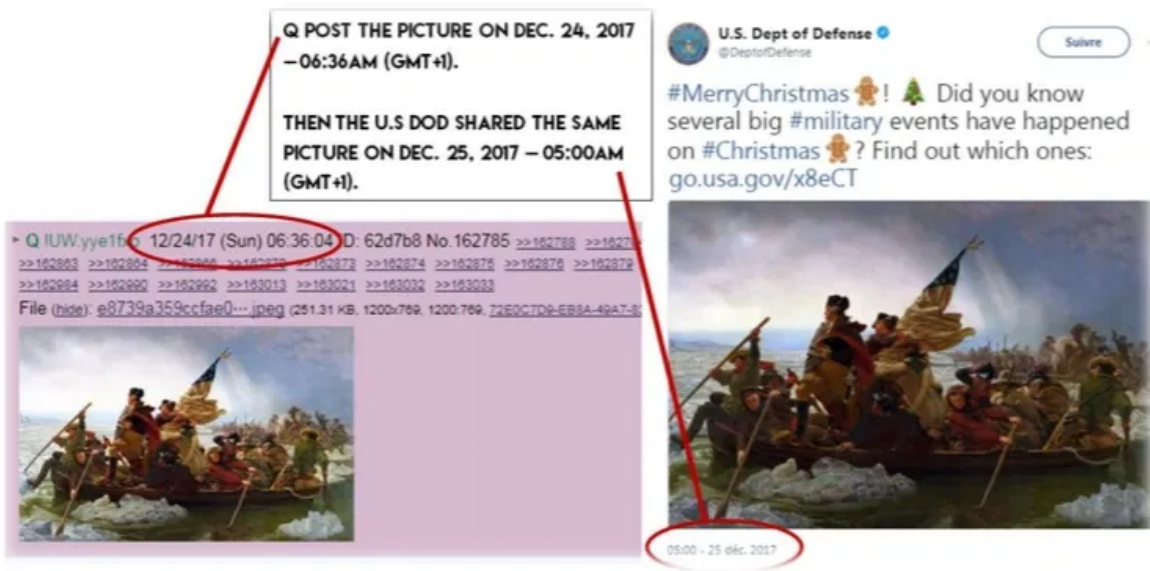 Q POST THE PICTURE ON DEC. 24, 2017
– 06:36AM (GMT+1).
THEN THE U.S DOD SHARED THE SAME
PICTURE ON DEC. 25, 2017 – 05:00AM
(GMT+1).
Q 12/24/17 (Sun) 06:36:04 ID: 62d7b8 No.162785 >>162788
>>162863 >>162864 >>162873 >>162874 >>162875 >>162876 >>162879
>>162984 >>162990 >>162992 >>163013 >>163021 >>163032 >>163033
File (hide): e8739a359ccfae0⋯.jpeg (251.31 KB, 1200x769, 1200:769,
U.S. Dept of Defense
@DeptofDefense
Suivre
#MerryChristmas ! 🎄 Did you know
several big #military events have happened
on #Christmas ? Find out which ones:
go.usa.gov/x8eCT
05:00 - 25 déc. 2017